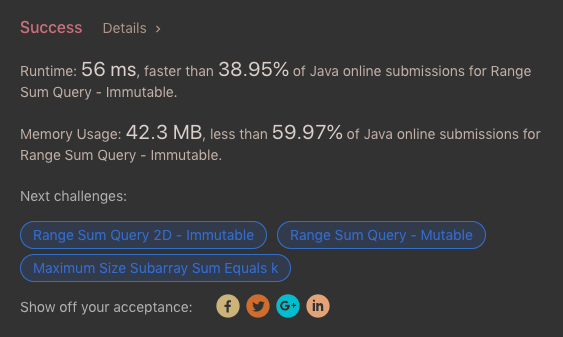 Success Details ›
Runtime: 56 ms, faster than 38.95% of Java online submissions for Range
Sum Query - Immutable.
Memory Usage: 42.3 MB, less than 59.97% of Java online submissions for
Range Sum Query - Immutable.
Next challenges:
Range Sum Query 2D - Immutable Range Sum Query - Mutable
Maximum Size Subarray Sum Equals k
Show off your acceptance: f G+ in